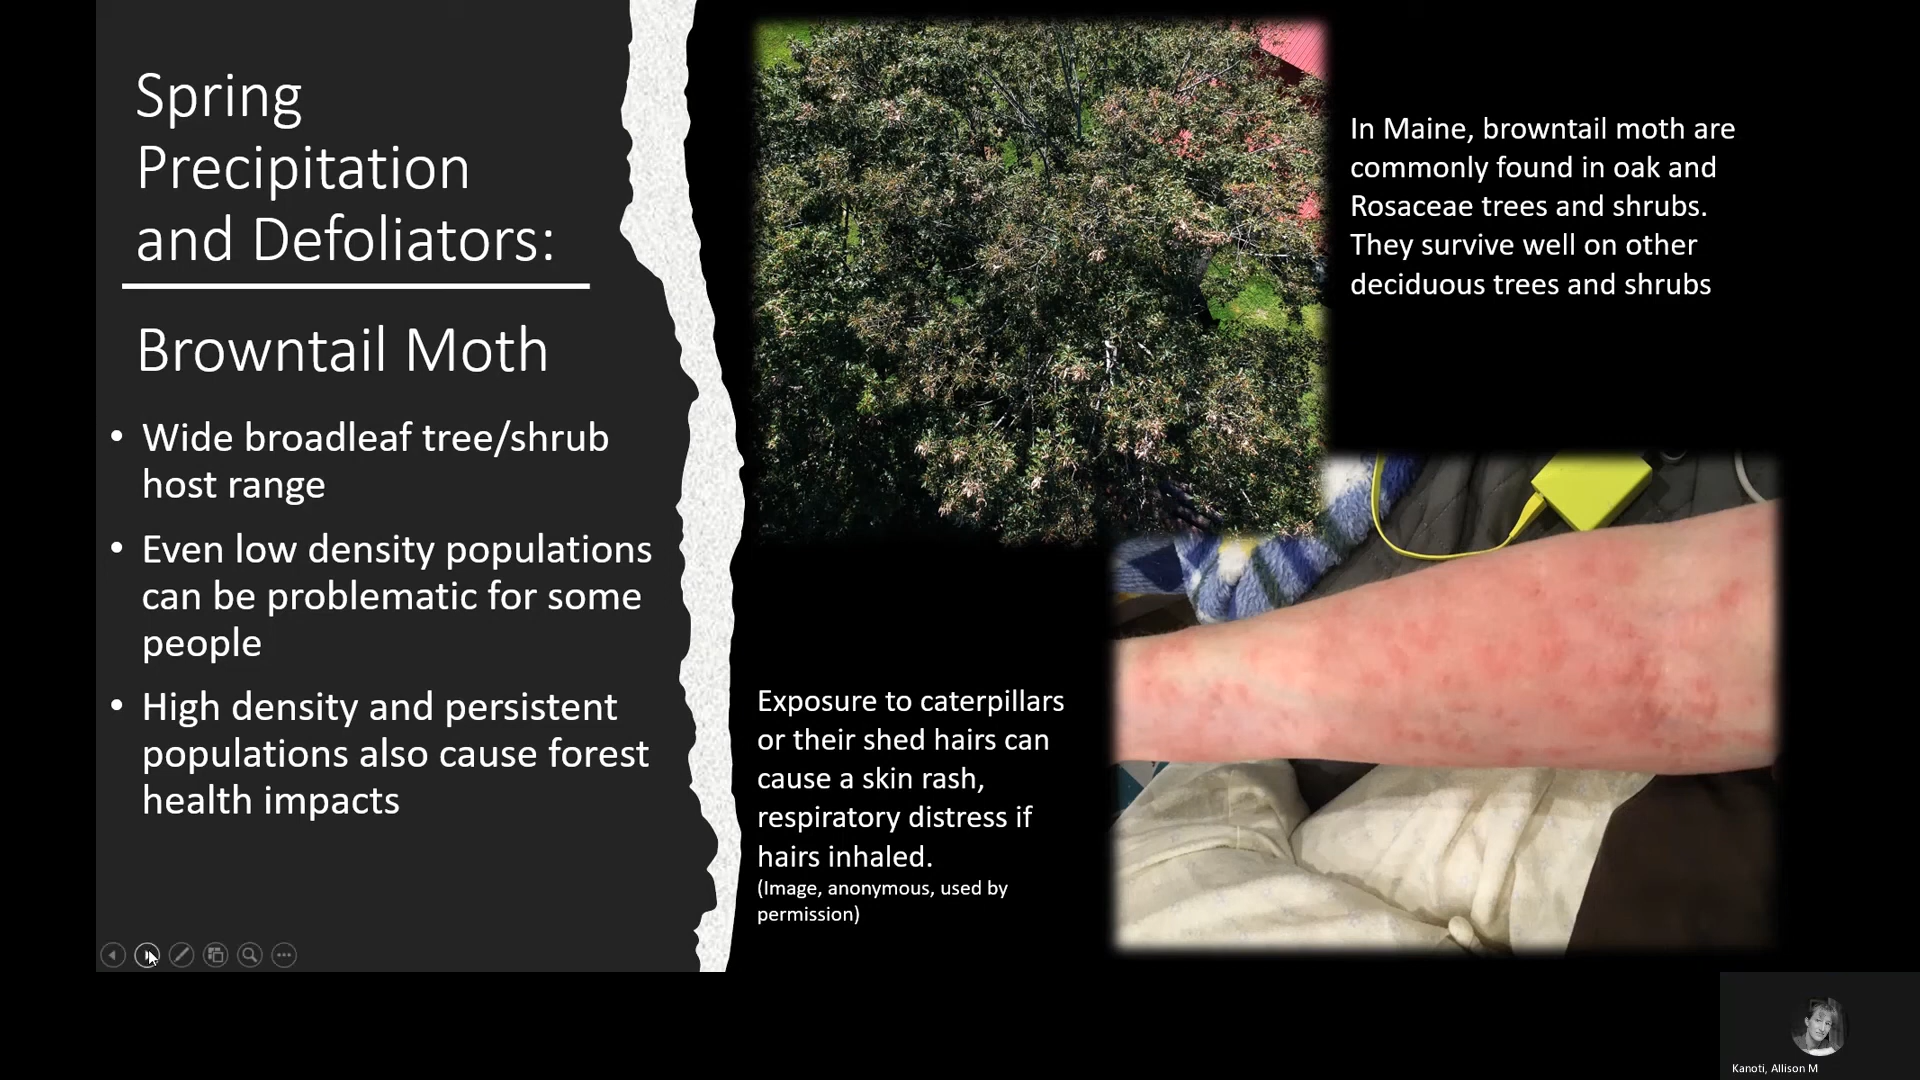 Spring
Precipitation
and Defoliators:
Browntail Moth
• Wide broadleaf tree/shrub
host range
• Even low density populations
can be problematic for some
people
• High density and persistent
populations also cause forest
health impacts
In Maine, browntail moth are
commonly found in oak and
Rosaceae trees and shrubs.
They survive well on other
deciduous trees and shrubs
Exposure to caterpillars
or their shed hairs can
cause a skin rash,
respiratory distress if
hairs inhaled.
(Image, anonymous, used by
permission)
Kanoti, Allison M